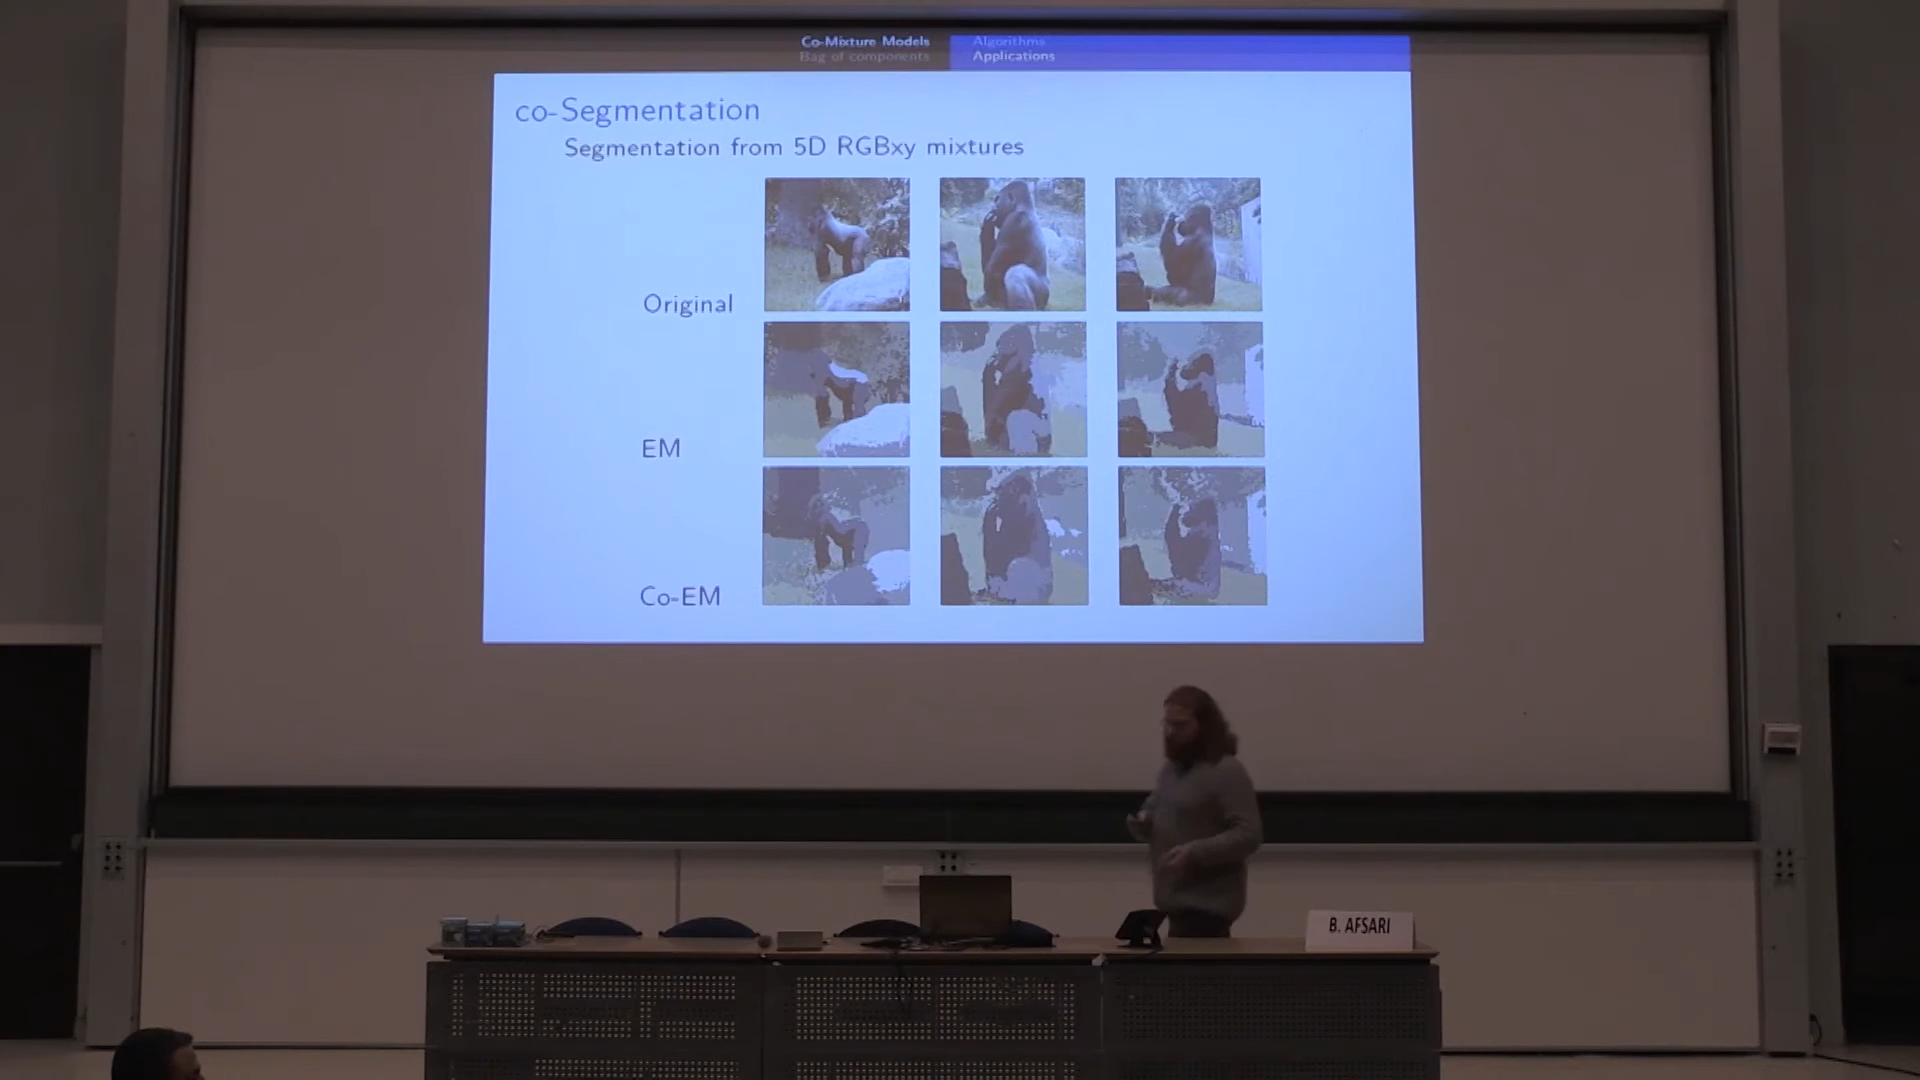 Co-Mixture Models
Bag of components
Algorithms
Applications
co-Segmentation
Segmentation from 5D RGBxy mixtures
Original
EM
Co-EM
B. AFSARI